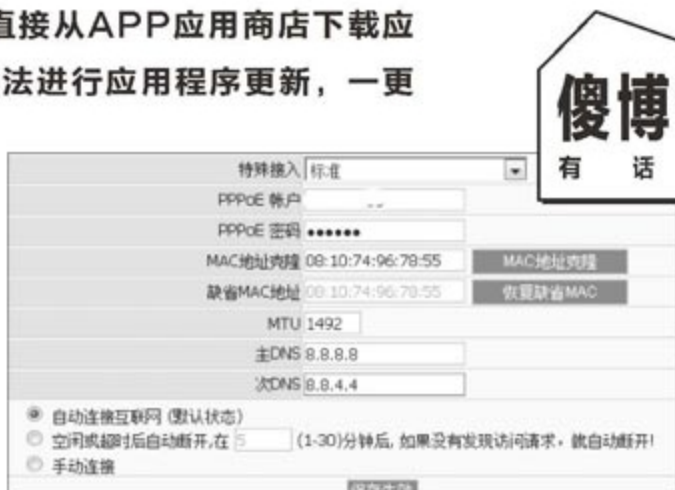 直接从APP应用商店下载应
法进行应用程序更新，一更
傻博
有 话
特殊接入 标准
PPPoE 帐户
PPPoE 密码 ••••••
MAC地址克隆 08:10:74:96:78:55 MAC地址克隆
缺省MAC地址 08:10:74:96:78:55 恢复缺省MAC
MTU 1492
主DNS 8.8.8.8
次DNS 8.8.4.4
自动连接互联网 (默认状态)
空闲或超时后自动断开,在 5 (1-30)分钟后, 如果没有发现访问请求，就自动断开!
手动连接
保存生效